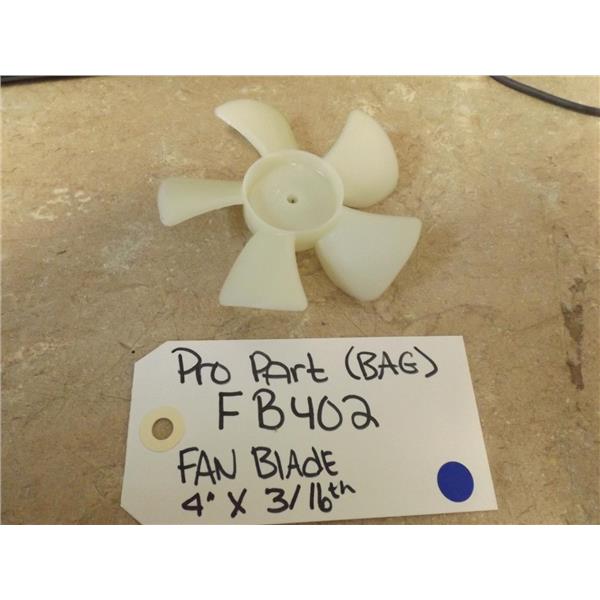 Pro Part (BAG)
FB402
FAN BLADE
4" X 3/16th